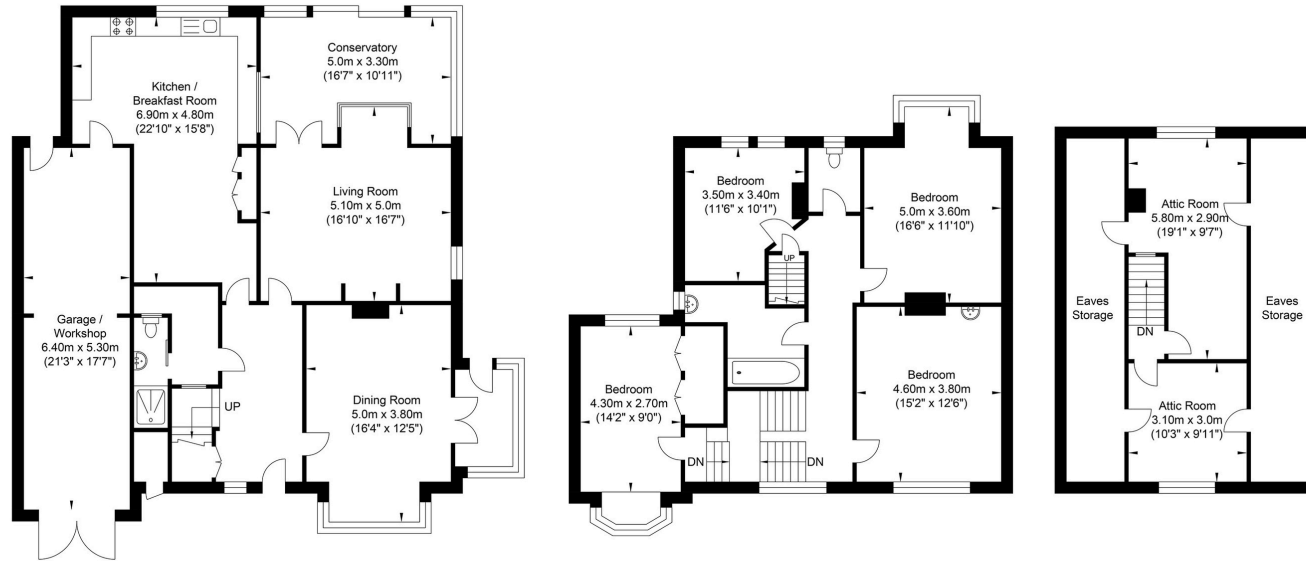 Kitchen /
Breakfast Room
6.90m x 4.80m
(22'10" x 15'8")
Conservatory
5.0m x 3.30m
(16'7" x 10'11")
Living Room
5.10m x 5.0m
(16'10" x 16'7")
Garage /
Workshop
6.40m x 5.30m
(21'3" x 17'7")
UP
Dining Room
5.0m x 3.80m
(16'4" x 12'5")
Bedroom
3.50m x 3.40m
(11'6" x 10'1")
Bedroom
5.0m x 3.60m
(16'6" x 11'10")
UP
Bedroom
4.30m x 2.70m
(14'2" x 9'0")
Bedroom
4.60m x 3.80m
(15'2" x 12'6")
DN
DN
Attic Room
5.80m x 2.90m
(19'1" x 9'7")
Eaves
Storage
DN
Eaves
Storage
Attic Room
3.10m x 3.0m
(10'3" x 9'11")